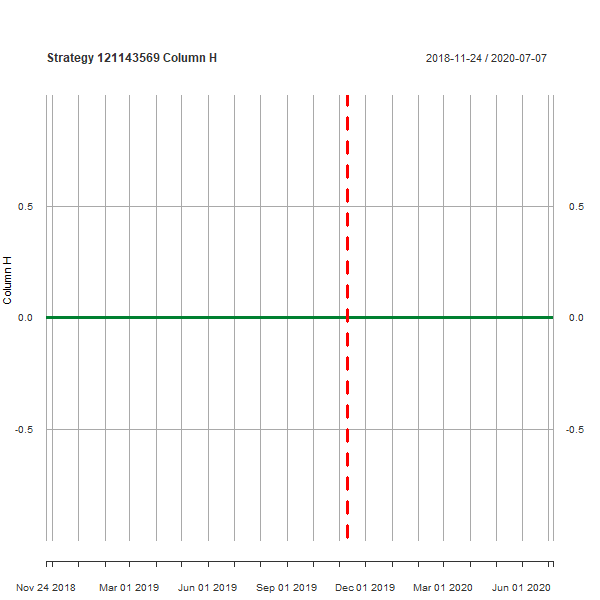 Strategy 121143569 Column H 2018-11-24 / 2020-07-07
0.5 0.5
Column H
0.0 0.0
-0.5 -0.5
Nov 24 2018 Mar 01 2019 Jun 01 2019 Sep 01 2019 Dec 01 2019 Mar 01 2020 Jun 01 2020